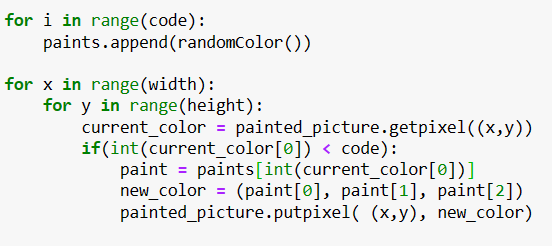 for i in range(code):
    paints.append(randomColor())

for x in range(width):
    for y in range(height):
        current_color = painted_picture.getpixel((x,y))
        if(int(current_color[0]) < code):
            paint = paints[int(current_color[0])]
            new_color = (paint[0], paint[1], paint[2])
            painted_picture.putpixel( (x,y), new_color)